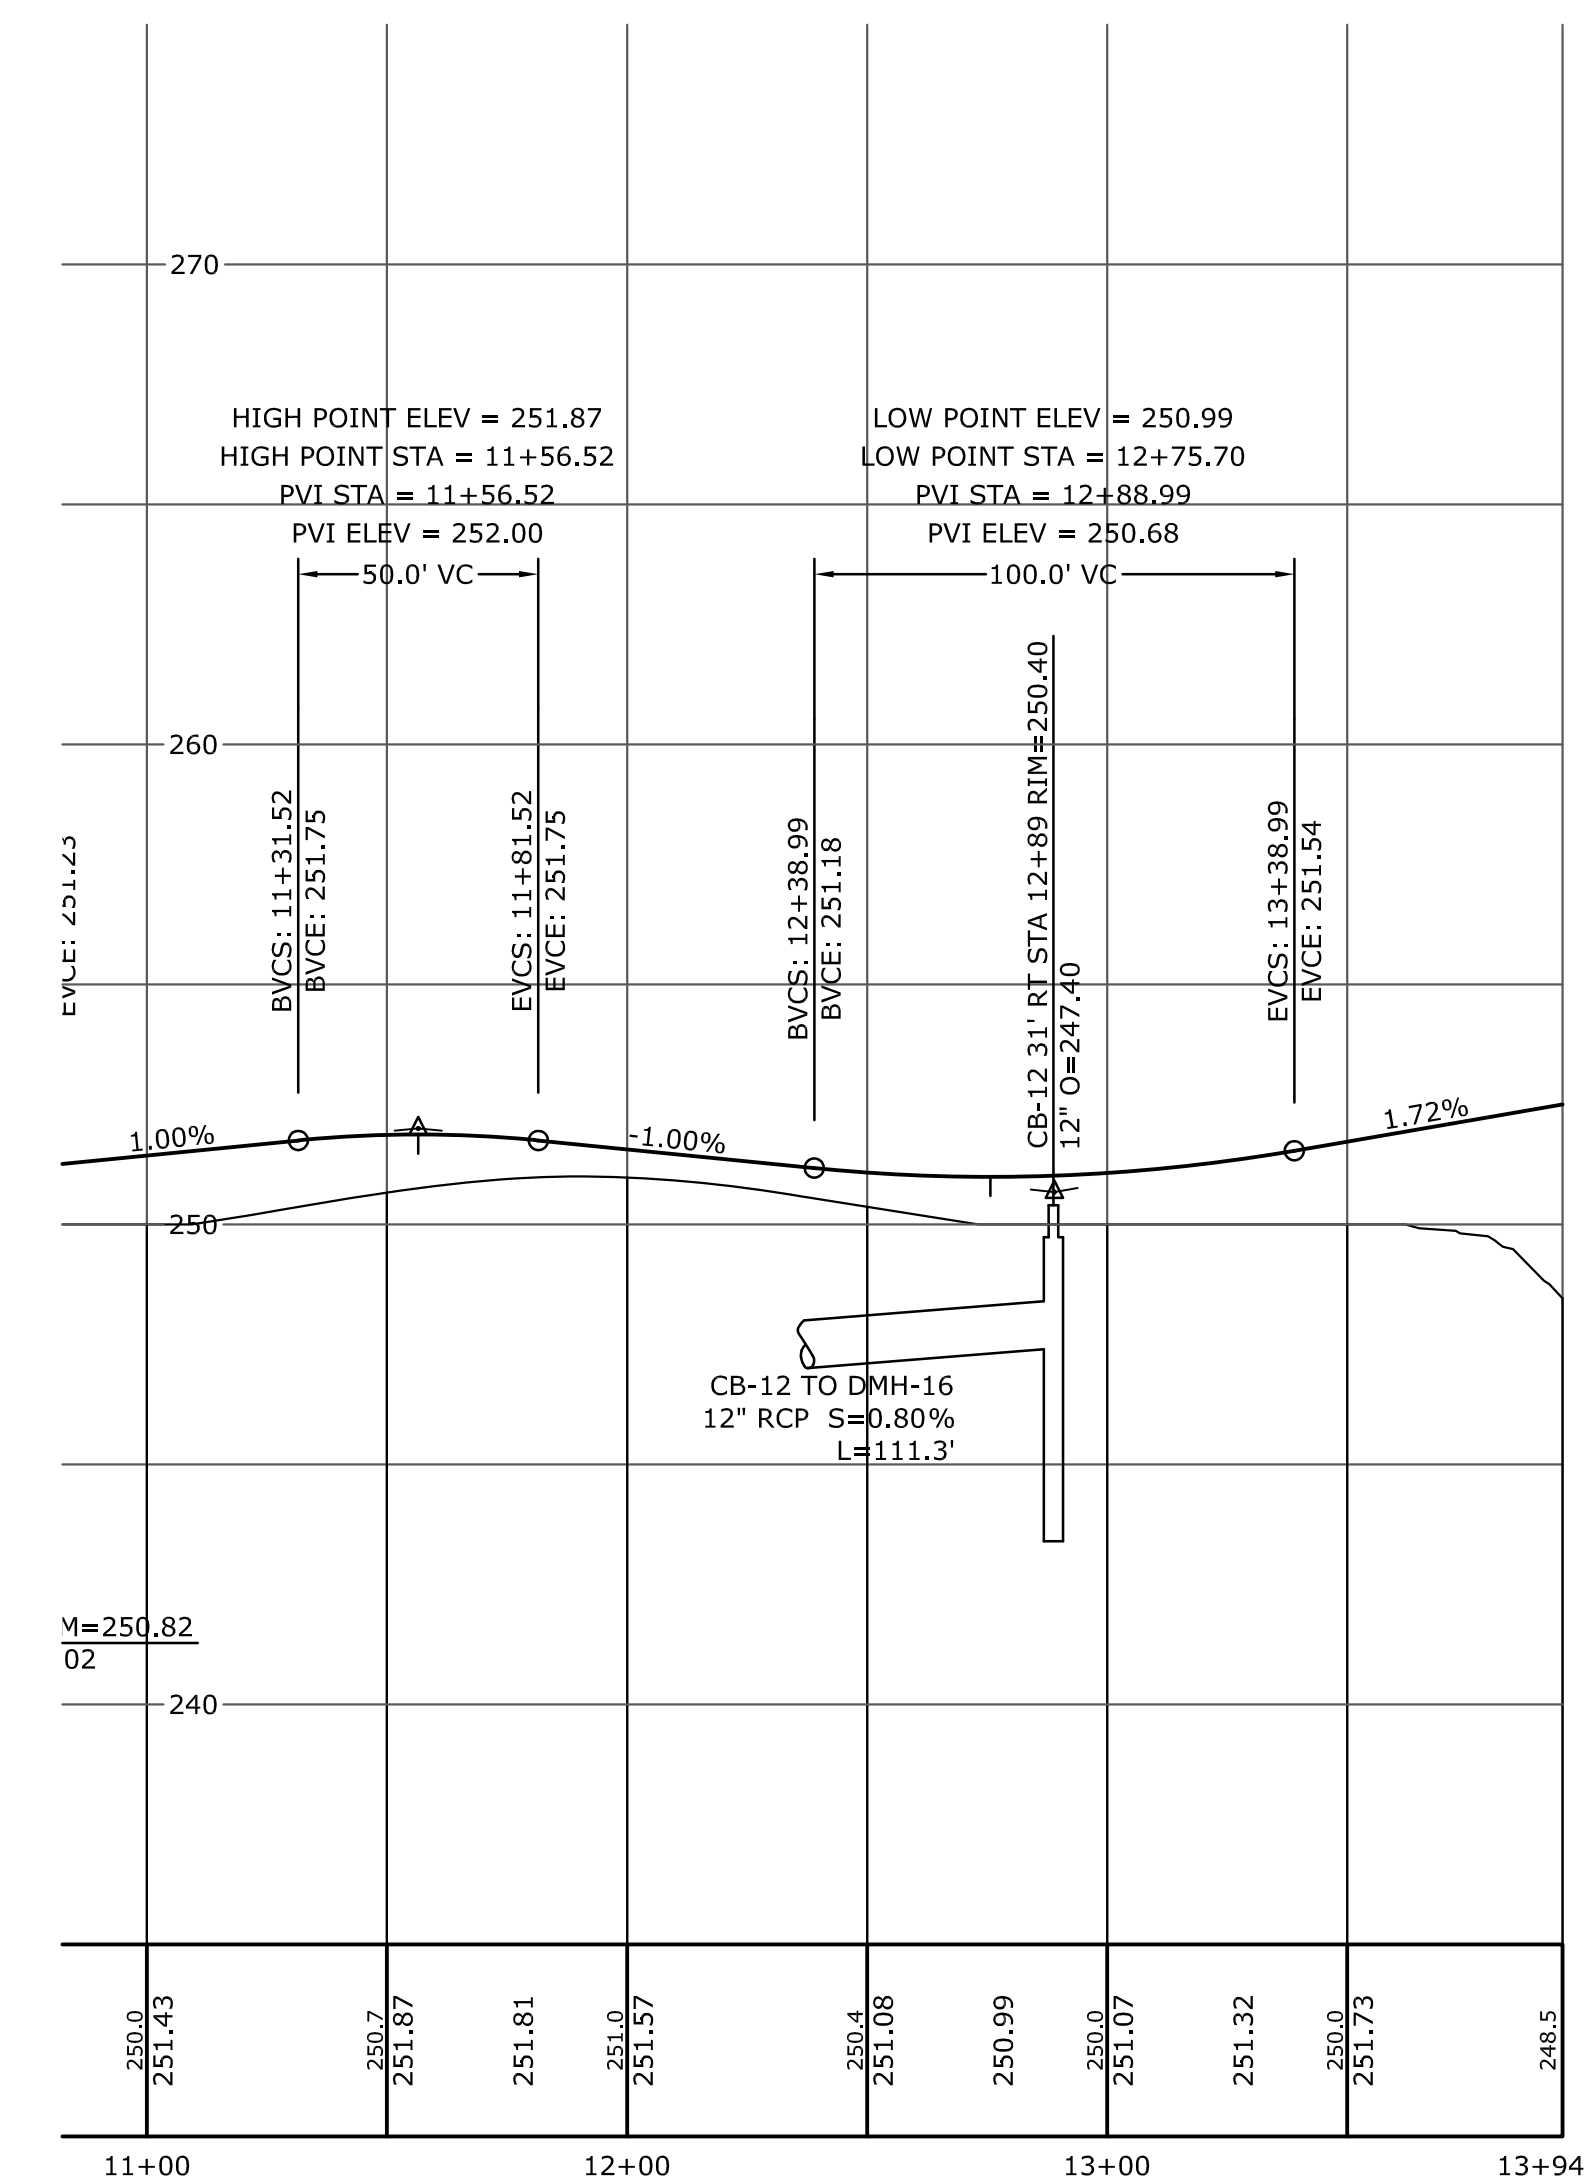 270
HIGH POINT ELEV = 251.87
HIGH POINT STA = 11+56.52
PVI STA = 11+56.52
PVI ELEV = 252.00
50.0' VC
LOW POINT ELEV = 250.99
LOW POINT STA = 12+75.70
PVI STA = 12+88.99
PVI ELEV = 250.68
100.0' VC
260
EVCE: 251.23
BVCS: 11+31.52
BVCE: 251.75
EVCS: 11+81.52
EVCE: 251.75
BVCS: 12+38.99
BVCE: 251.18
CB-12 31' RT STA 12+89 RIM=250.40
12" O=247.40
EVCS: 13+38.99
EVCE: 251.54
1.00%
-1.00%
1.72%
250
CB-12 TO DMH-16
12" RCP S=0.80%
L=111.3'
M=250.82
02
240
250.0
251.43
250.7
251.87
251.81
251.0
251.57
250.4
251.08
250.99
250.0
251.07
251.32
250.0
251.73
248.5
11+00
12+00
13+00
13+94